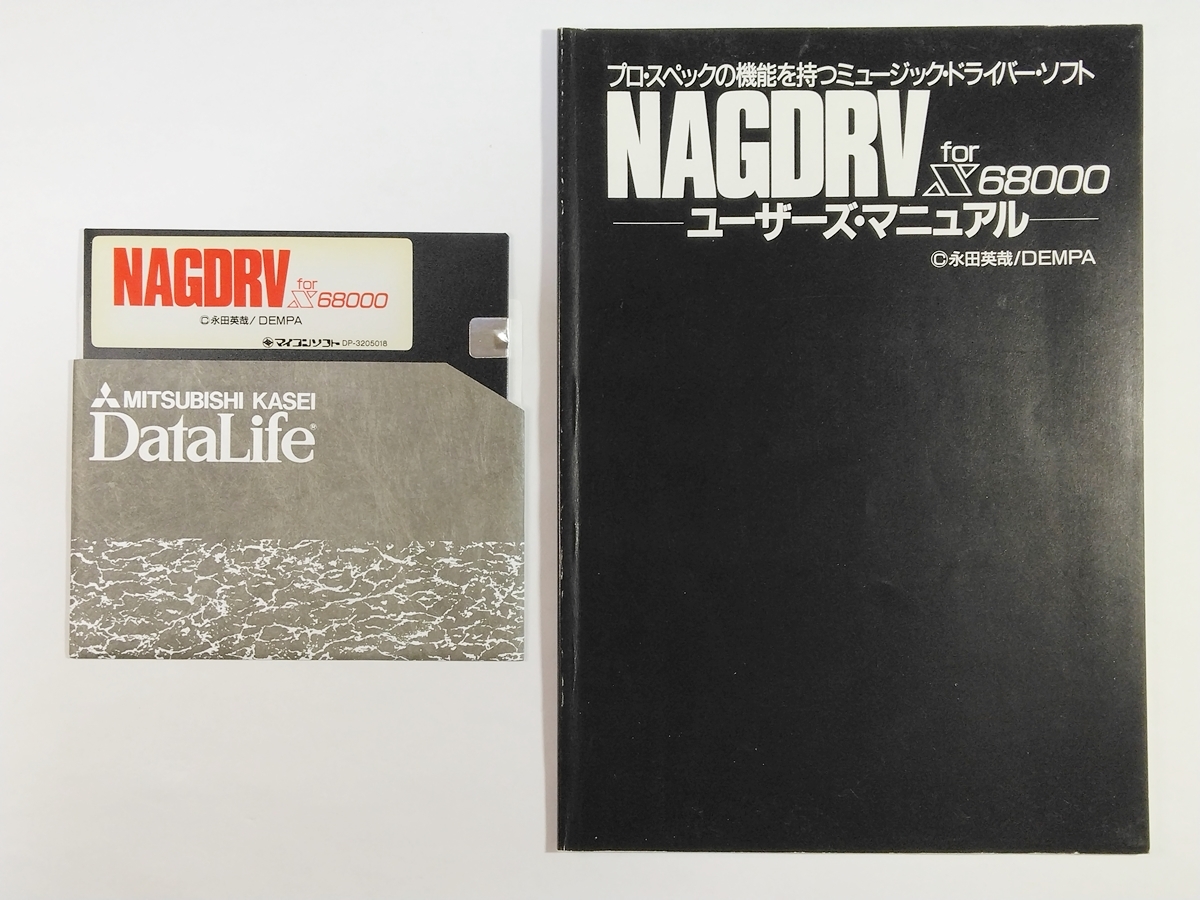 NAGDRV for X68000
©永田英哉/DEMPA
マイコンソフト DP-3205018
MITSUBISHI KASEI
DataLife®
プロ・スペックの機能を持つミュージック・ドライバー・ソフト
NAGDRV for X68000
ユーザーズ・マニュアル
©永田英哉/DEMPA